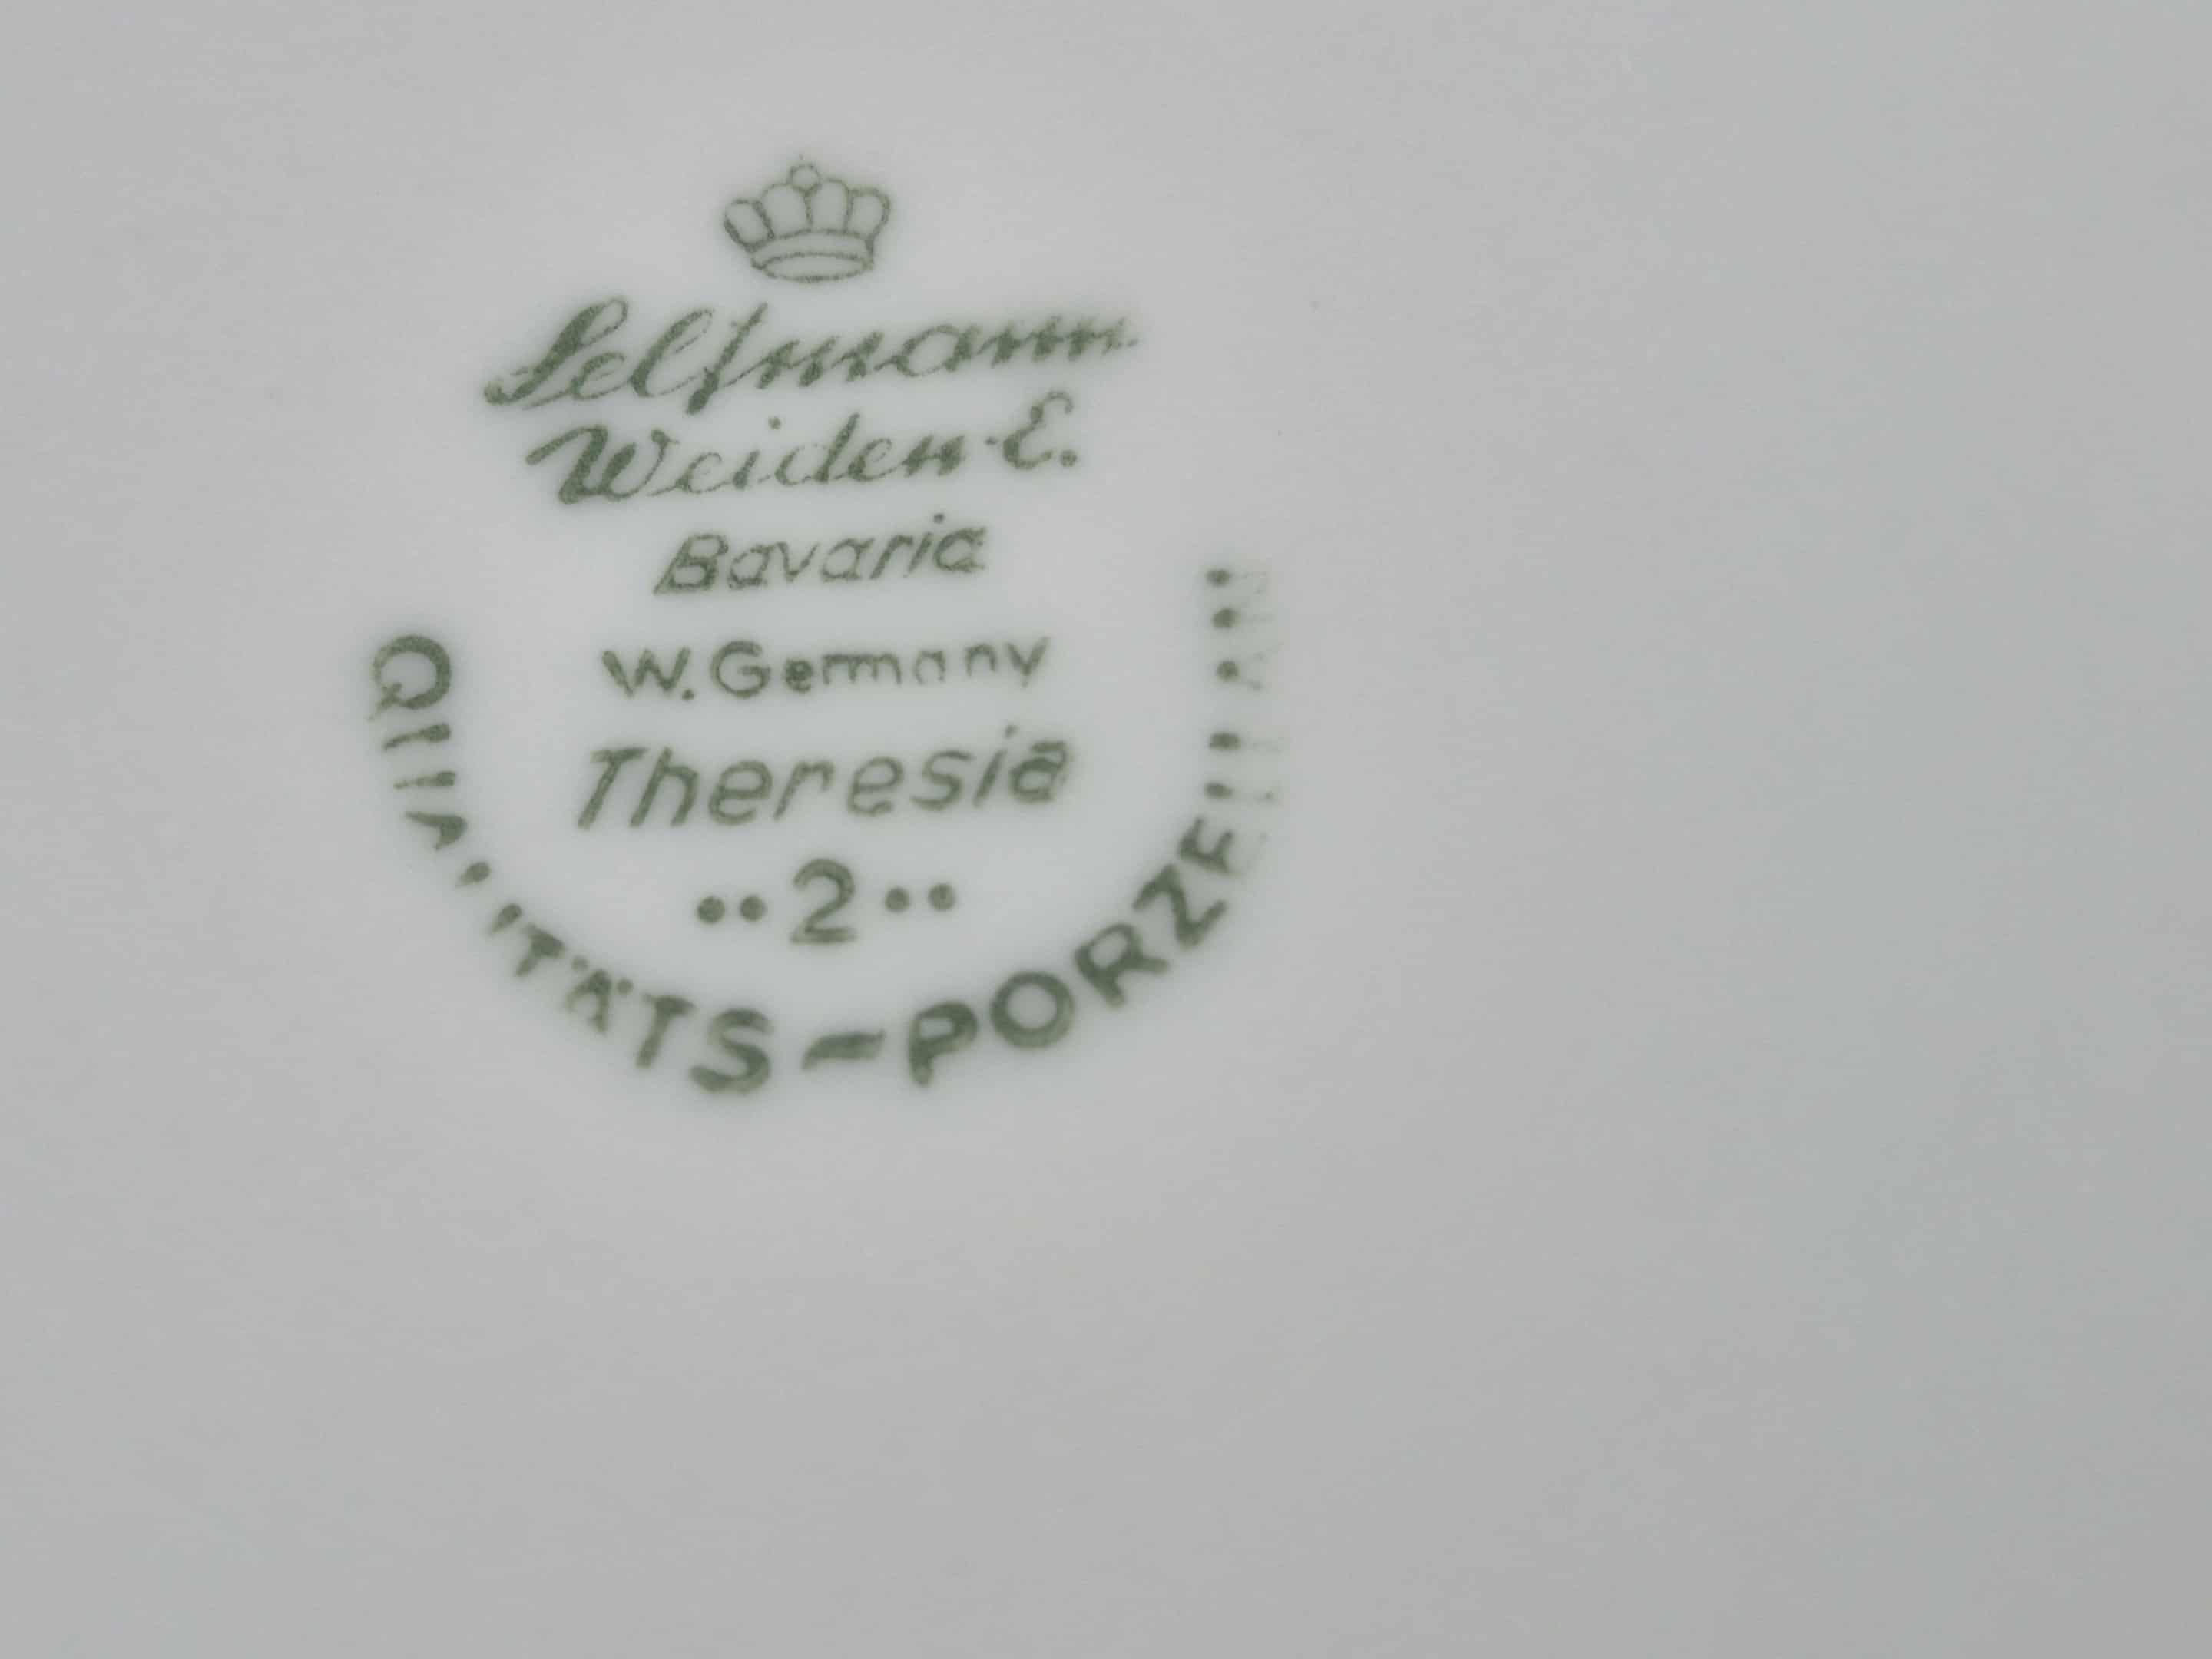 Seltmann
Weiden-E.
Bavaria
W. Germany
Theresia
..2..
QUALITÄTS-PORZELLAN